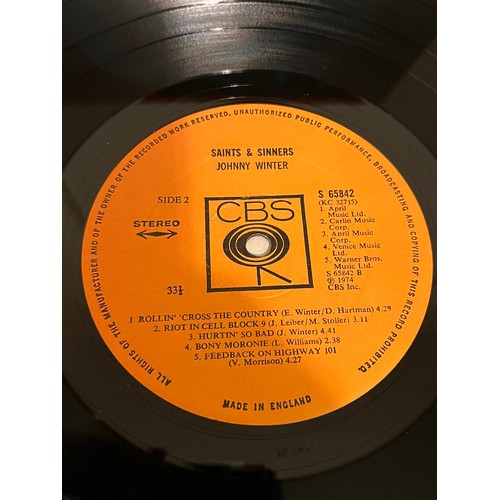 ALL RIGHTS OF THE MANUFACTURER AND OF THE OWNER OF THE RECORDED WORK RESERVED. UNAUTHORIZED PUBLIC PERFORMANCE, BROADCASTING AND COPYING OF THIS RECORD PROHIBITED.
SAINTS & SINNERS
JOHNNY WINTER
SIDE 2
STEREO
33⅓
CBS
S 65842
(KC 32715)
1. April
Music Ltd.
2. Carlin Music
Corp.
3. April Music
Corp.
4. Venice Music
Ltd.
5. Warner Bros.
Music Ltd.
S 65842 B
℗ 1974
CBS Inc.
1 ROLLIN' 'CROSS THE COUNTRY (E. Winter/D. Hartman) 4.29
2. RIOT IN CELL BLOCK 9 (J. Leiber/M. Stoller) 3.11
3. HURTIN' SO BAD (J. Winter) 4.41
4. BONY MORONIE (L. Williams) 2.38
5. FEEDBACK ON HIGHWAY 101
(V. Morrison) 4.27
MADE IN ENGLAND